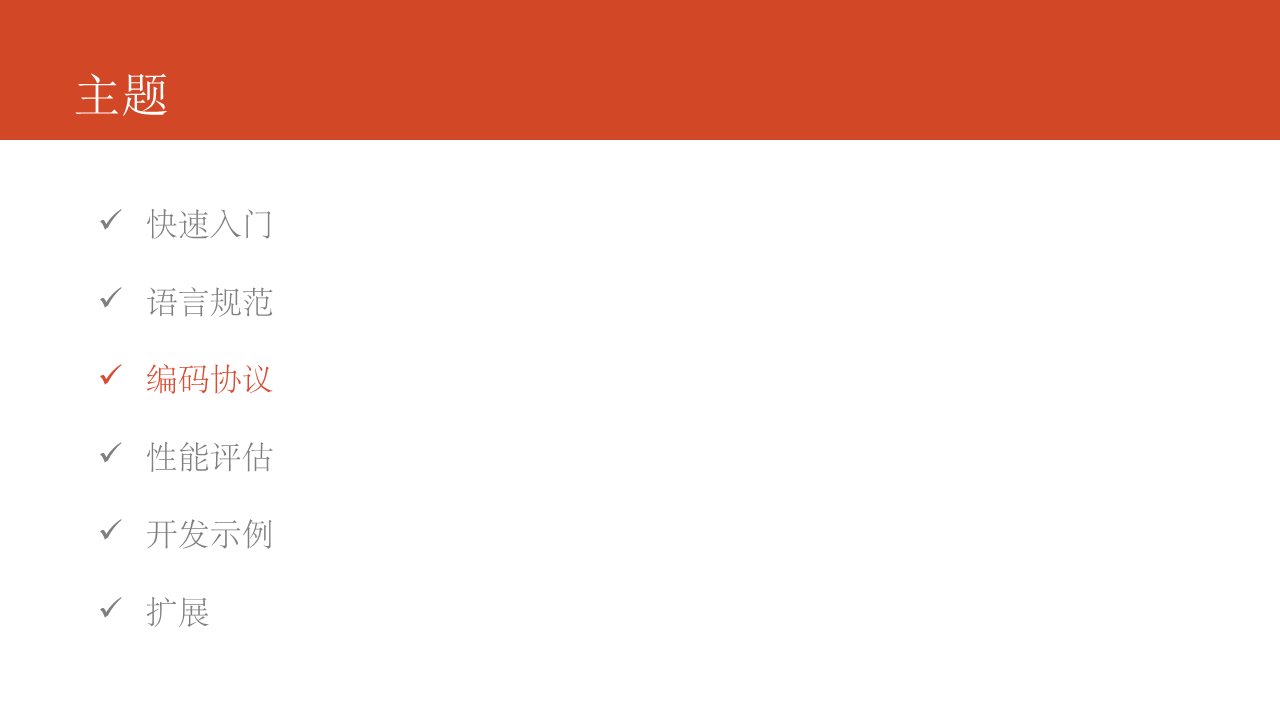 主题
快速入门
语言规范
编码协议
性能评估
开发示例
扩展